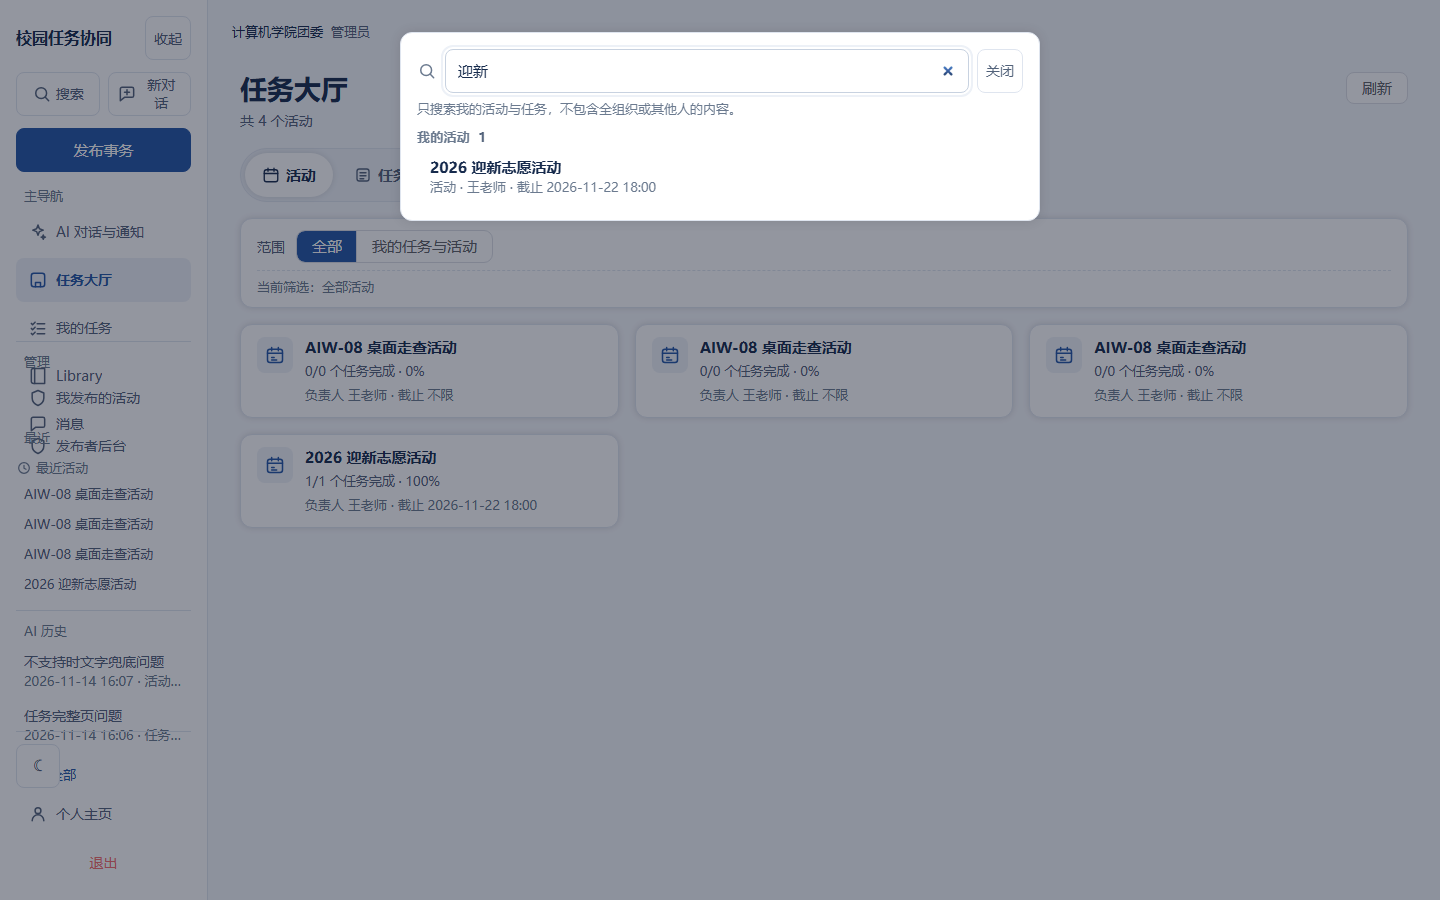 校园任务协同
收起
搜索
新对话
发布事务
主导航
AI 对话与通知
任务大厅
我的任务
管理
Library
我发布的活动
消息
最近
发布者后台
最近活动
AIW-08 桌面走查活动
AIW-08 桌面走查活动
AIW-08 桌面走查活动
2026 迎新志愿活动
AI 历史
不支持时文字兜底问题
2026-11-14 16:07 · 活动...
任务完整页问题
2026-11-14 16:06 · 任务...
全部
个人主页
退出
计算机学院团委 管理员
任务大厅
共 4 个活动
刷新
活动
任务
迎新
关闭
只搜索我的活动与任务，不包含全组织或其他人的内容。
我的活动 1
2026 迎新志愿活动
活动 · 王老师 · 截止 2026-11-22 18:00
范围 全部 我的任务与活动
当前筛选：全部活动
AIW-08 桌面走查活动
0/0 个任务完成 · 0%
负责人 王老师 · 截止 不限
AIW-08 桌面走查活动
0/0 个任务完成 · 0%
负责人 王老师 · 截止 不限
AIW-08 桌面走查活动
0/0 个任务完成 · 0%
负责人 王老师 · 截止 不限
2026 迎新志愿活动
1/1 个任务完成 · 100%
负责人 王老师 · 截止 2026-11-22 18:00